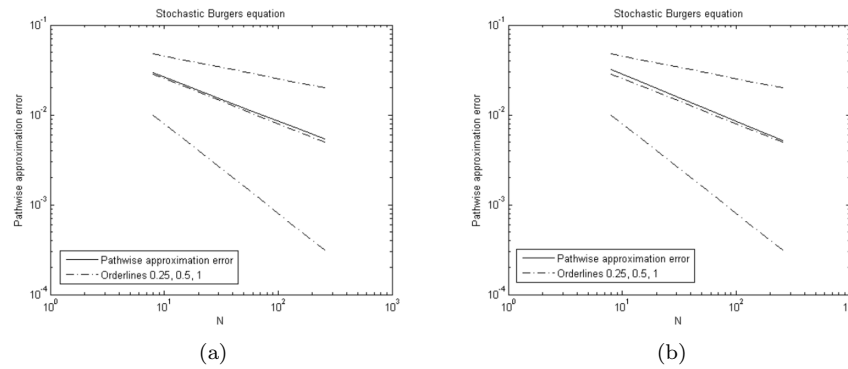 Stochastic Burgers equation
10^-1
10^-2
10^-3
10^-4
Pathwise approximation error
Pathwise approximation error
Orderlines 0.25, 0.5, 1
10^0
10^1
10^2
10^3
N
(a)
Stochastic Burgers equation
10^-1
10^-2
10^-3
10^-4
Pathwise approximation error
Pathwise approximation error
Orderlines 0.25, 0.5, 1
10^0
10^1
10^2
N
(b)